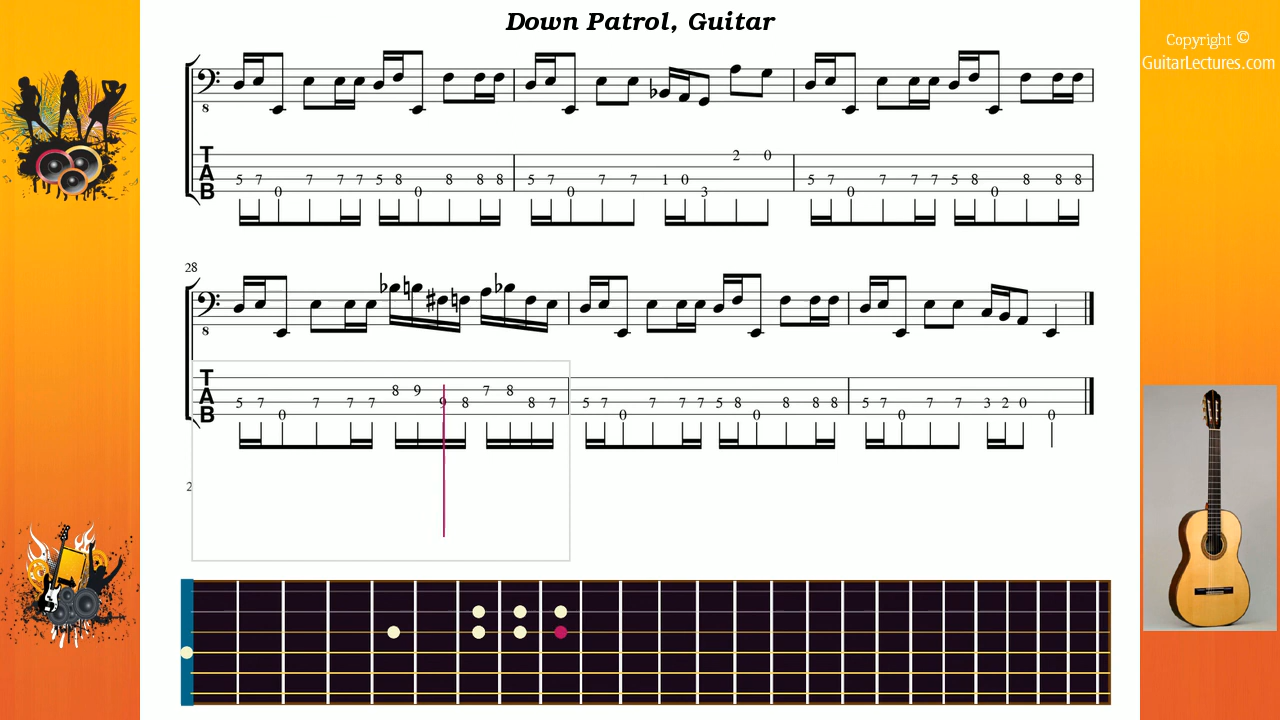 Down Patrol, Guitar
Copyright ©
GuitarLectures.com
8
T
A
B
2 0
5 7 7 7 7 5 8 8 8 8 5 7 7 7 1 0 5 7 7 7 7 5 8 8 8 8
0 0 0 3 0 0
28
8
T
A
B
8 9 7 8
5 7 7 7 7 9 8 8 7 5 7 7 7 7 5 8 8 8 8 5 7 7 7 3 2 0
0 0 0 0 0
2